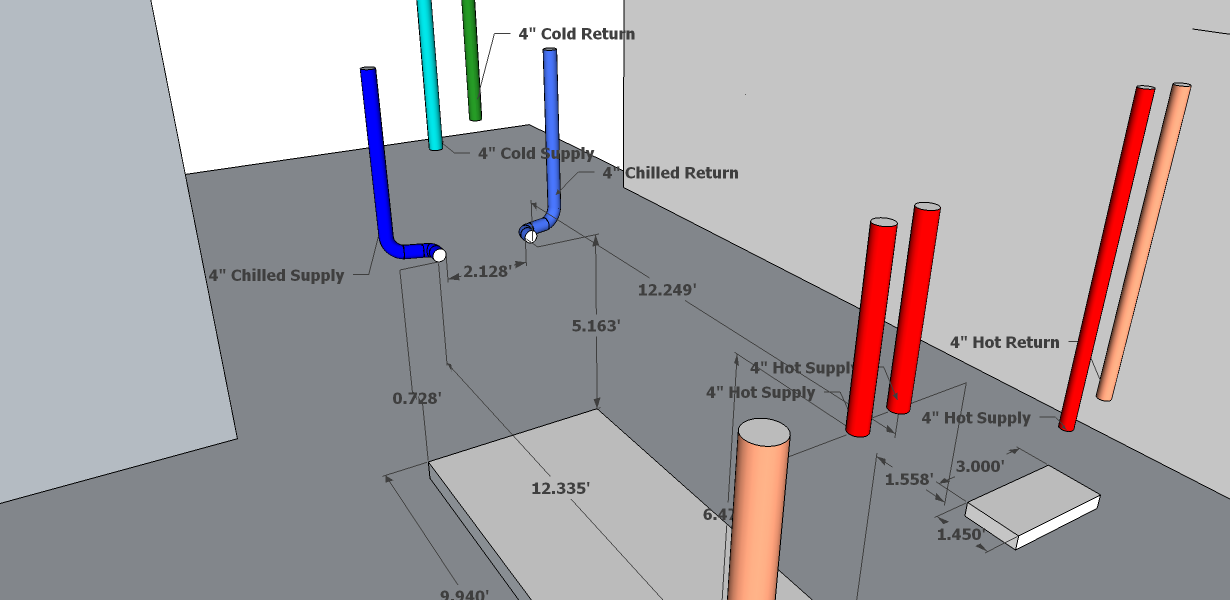 4" Cold Return
4" Cold Supply
4" Chilled Return
4" Chilled Supply
2.128'
12.249'
5.163'
4" Hot Return
4" Hot Supply
4" Hot Supply
0.728'
4" Hot Supply
3.000'
1.558'
12.335'
6.47
1.450'
9.940'